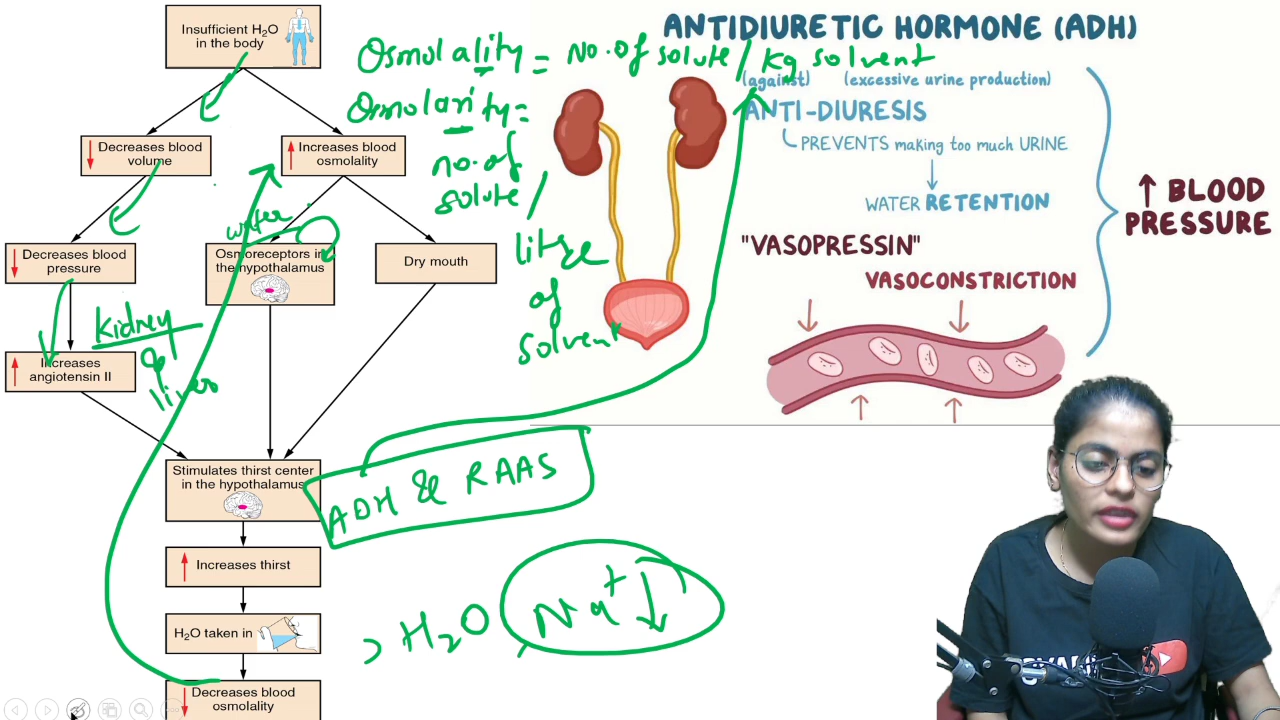 Insufficient H₂O
in the body
Decreases blood
volume
Increases blood
osmolality
Decreases blood
pressure
Osmoreceptors in
the hypothalamus
Dry mouth
Increases
angiotensin II
Stimulates thirst center
in the hypothalamus
Increases thirst
H₂O taken in
Decreases blood
osmolality
Osmolality = No. of solute / kg solvent
Osmolarity =
no. of
solute /
litre
of
solvent
water
kidney
&
liver
ADH & RAAS
> H₂O Na⁺ ↓
ANTIDIURETIC HORMONE (ADH)
(against) (excessive urine production)
ANTI-DIURESIS
PREVENTS making too much URINE
WATER RETENTION
"VASOPRESSIN"
VASOCONSTRICTION
↑ BLOOD
PRESSURE